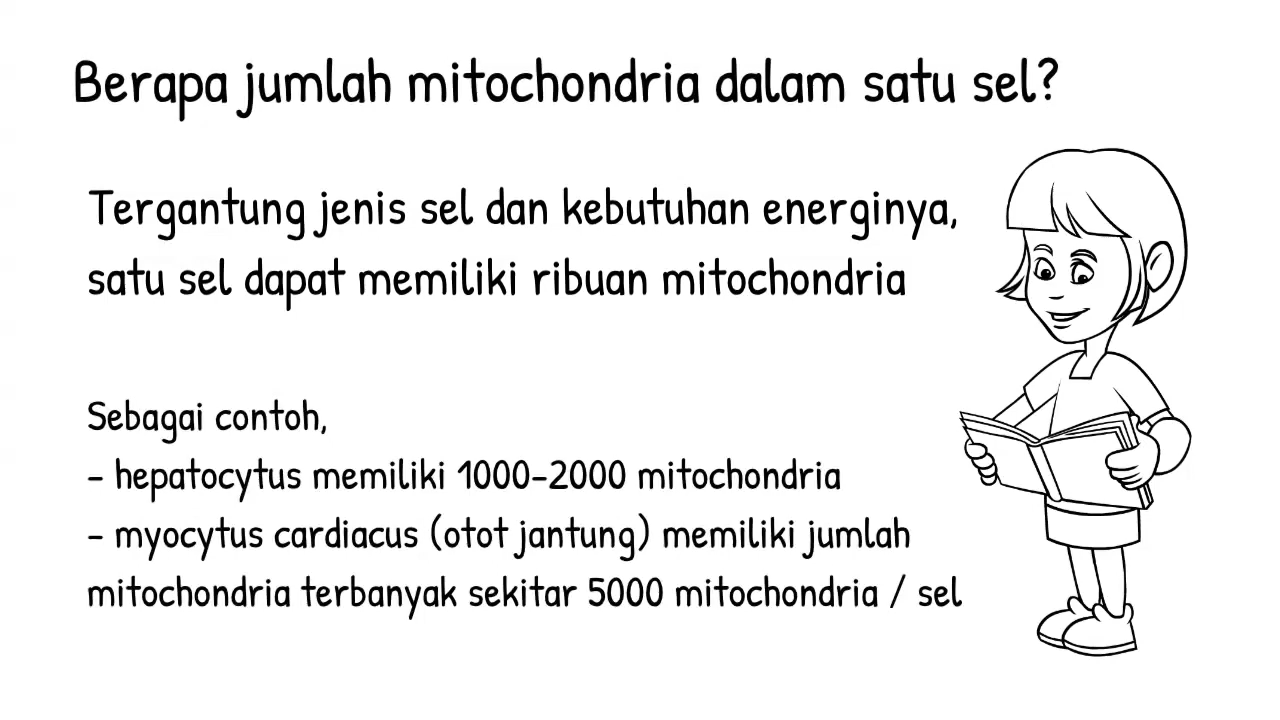 Berapa jumlah mitochondria dalam satu sel?
Tergantung jenis sel dan kebutuhan energinya,
satu sel dapat memiliki ribuan mitochondria
Sebagai contoh,
- hepatocytus memiliki 1000-2000 mitochondria
- myocytus cardiacus (otot jantung) memiliki jumlah
mitochondria terbanyak sekitar 5000 mitochondria / sel